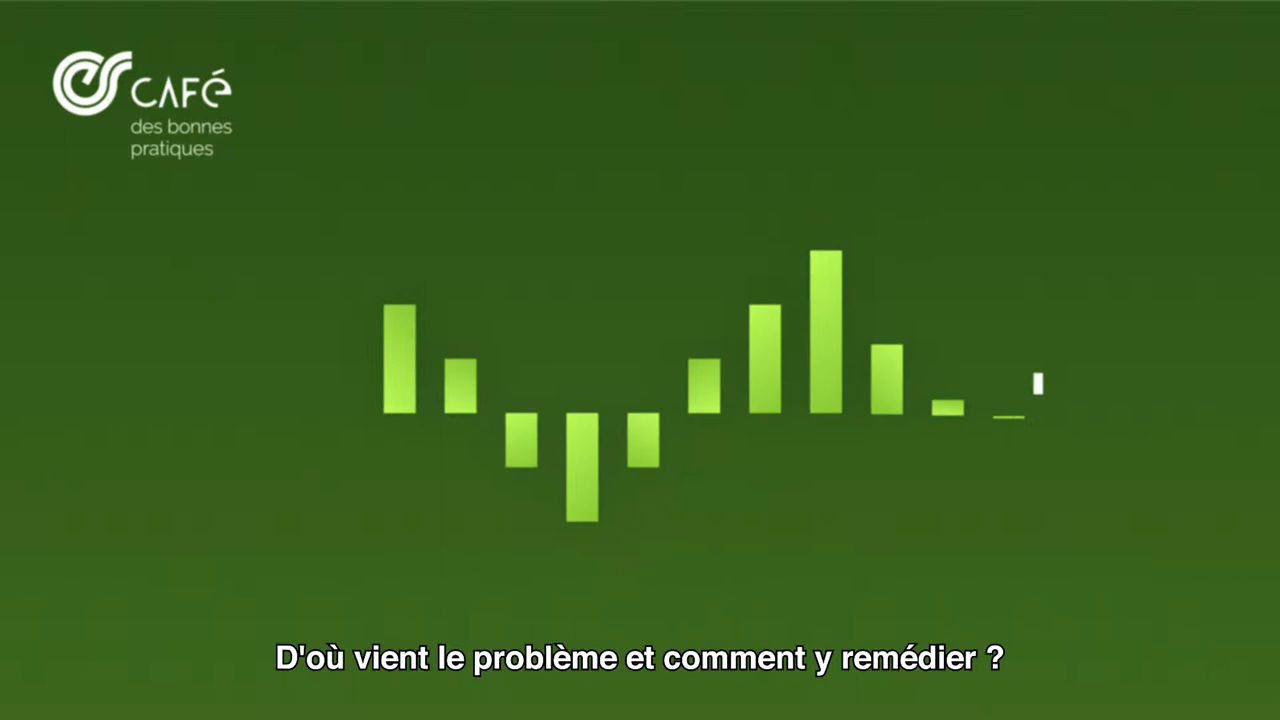 CAFé
des bonnes
pratiques
D'où vient le problème et comment y remédier ?